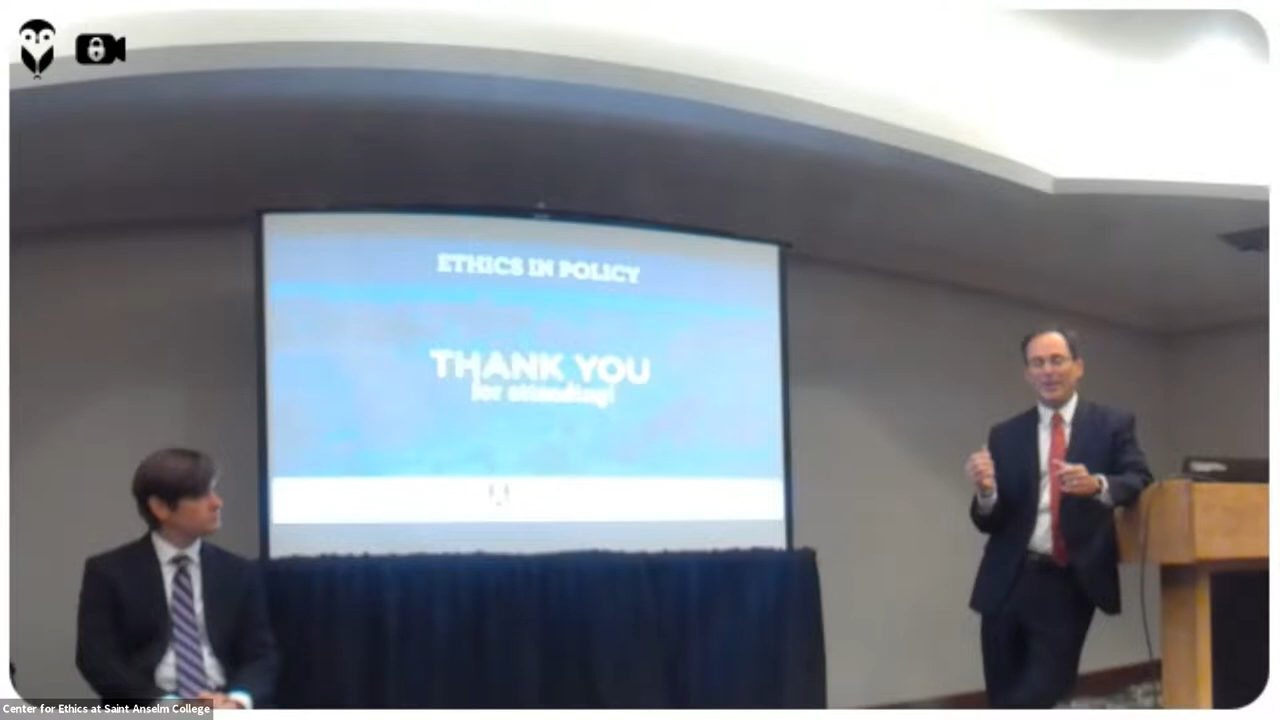 ETHICS IN POLICY
THANK YOU
for attending!
Center for Ethics at Saint Anselm College